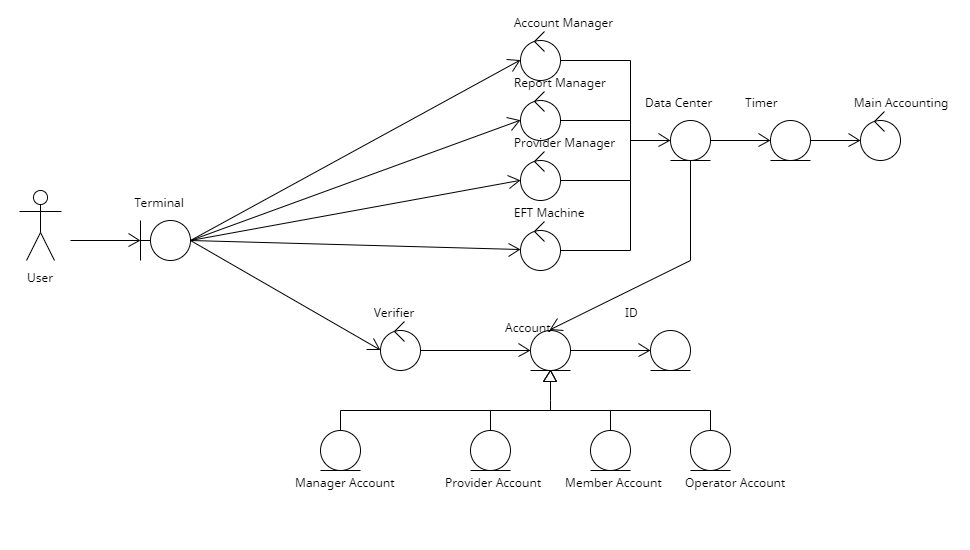 Account Manager
Report Manager
Data Center
Timer
Main Accounting
Provider Manager
Terminal
EFT Machine
User
Verifier
Account
ID
Manager Account
Provider Account
Member Account
Operator Account